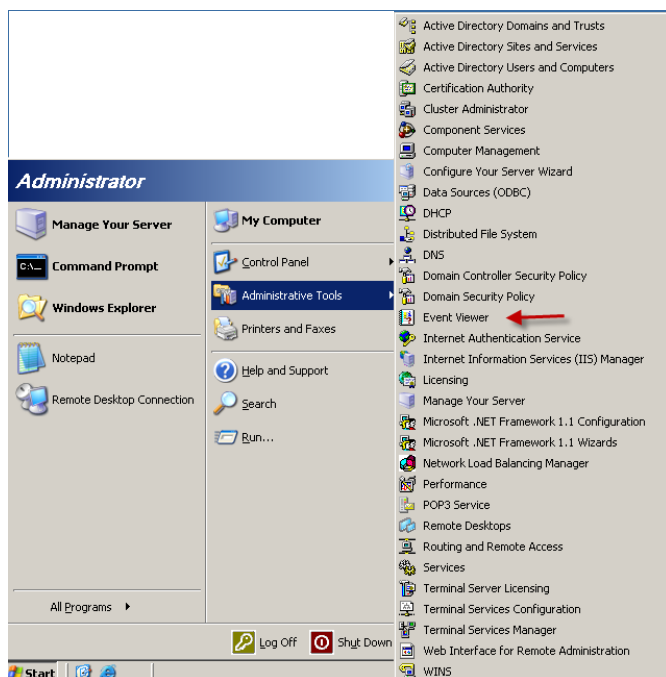 Administrator
Manage Your Server
Command Prompt
Windows Explorer
Notepad
Remote Desktop Connection
All Programs
My Computer
Control Panel
Administrative Tools
Printers and Faxes
Help and Support
Search
Run...
Log Off
Shut Down
Start
Active Directory Domains and Trusts
Active Directory Sites and Services
Active Directory Users and Computers
Certification Authority
Cluster Administrator
Component Services
Computer Management
Configure Your Server Wizard
Data Sources (ODBC)
DHCP
Distributed File System
DNS
Domain Controller Security Policy
Domain Security Policy
Event Viewer
Internet Authentication Service
Internet Information Services (IIS) Manager
Licensing
Manage Your Server
Microsoft .NET Framework 1.1 Configuration
Microsoft .NET Framework 1.1 Wizards
Network Load Balancing Manager
Performance
POP3 Service
Remote Desktops
Routing and Remote Access
Services
Terminal Server Licensing
Terminal Services Configuration
Terminal Services Manager
Web Interface for Remote Administration
WINS